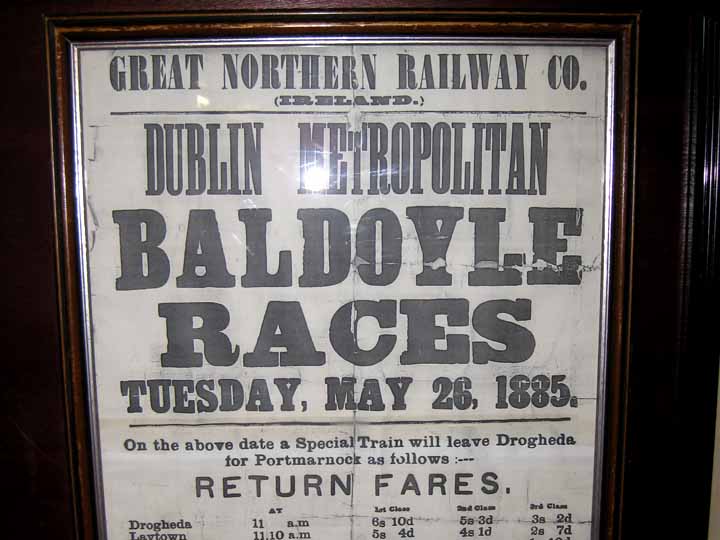 GREAT NORTHERN RAILWAY CO.
(IRELAND.)
DUBLIN METROPOLITAN
BALDOYLE
RACES
TUESDAY, MAY 26, 1885.
On the above date a Special Train will leave Drogheda
for Portmarnock as follows :---
RETURN FARES.
AT 1st Class 2nd Class 3rd Class
Drogheda 11 a.m 6s 10d 5s 3d 3s 2d
Laytown 11.10 a.m 5s 4d 4s 1d 2s 7d